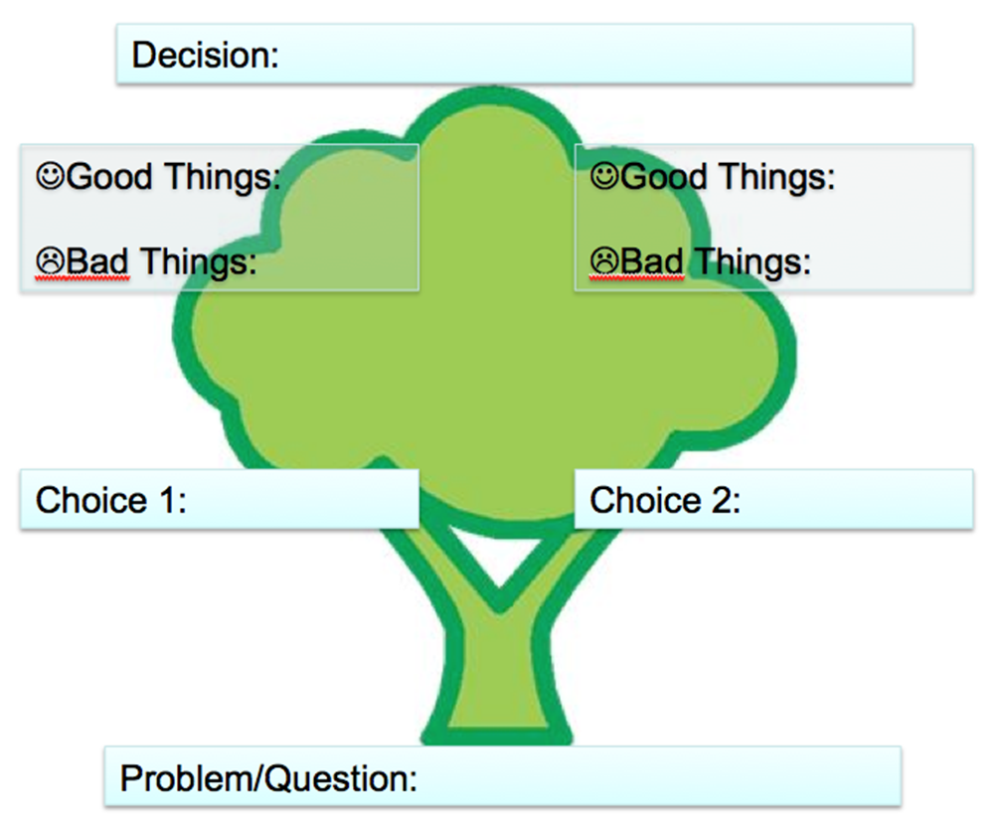 Decision:
☺Good Things:
☺Good Things:
☹Bad Things:
☹Bad Things:
Choice 1:
Choice 2:
Problem/Question: